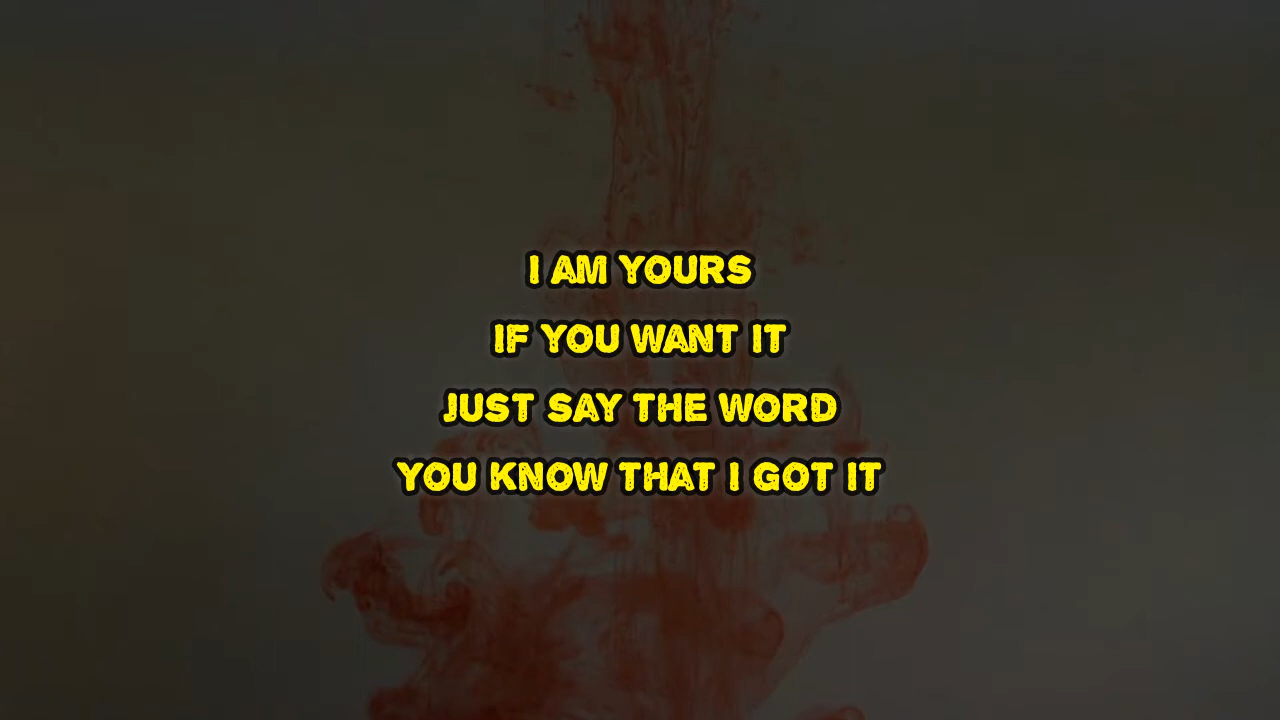 I AM YOURS
IF YOU WANT IT
JUST SAY THE WORD
YOU KNOW THAT I GOT IT